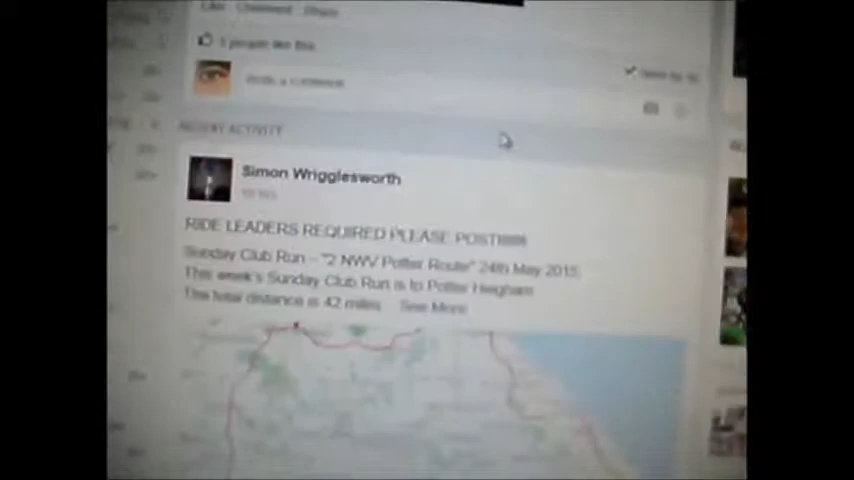 Like Comment Share
people like this.
Write a comment
RECENT ACTIVITY
Simon Wrigglesworth
RIDE LEADERS REQUIRED PLEASE POST!!!!!!!
Sunday Club Run - "2 NWV Potter Route" 24th May 2015
This week's Sunday Club Run is to Potter Heigham
The total distance is 42 miles See More